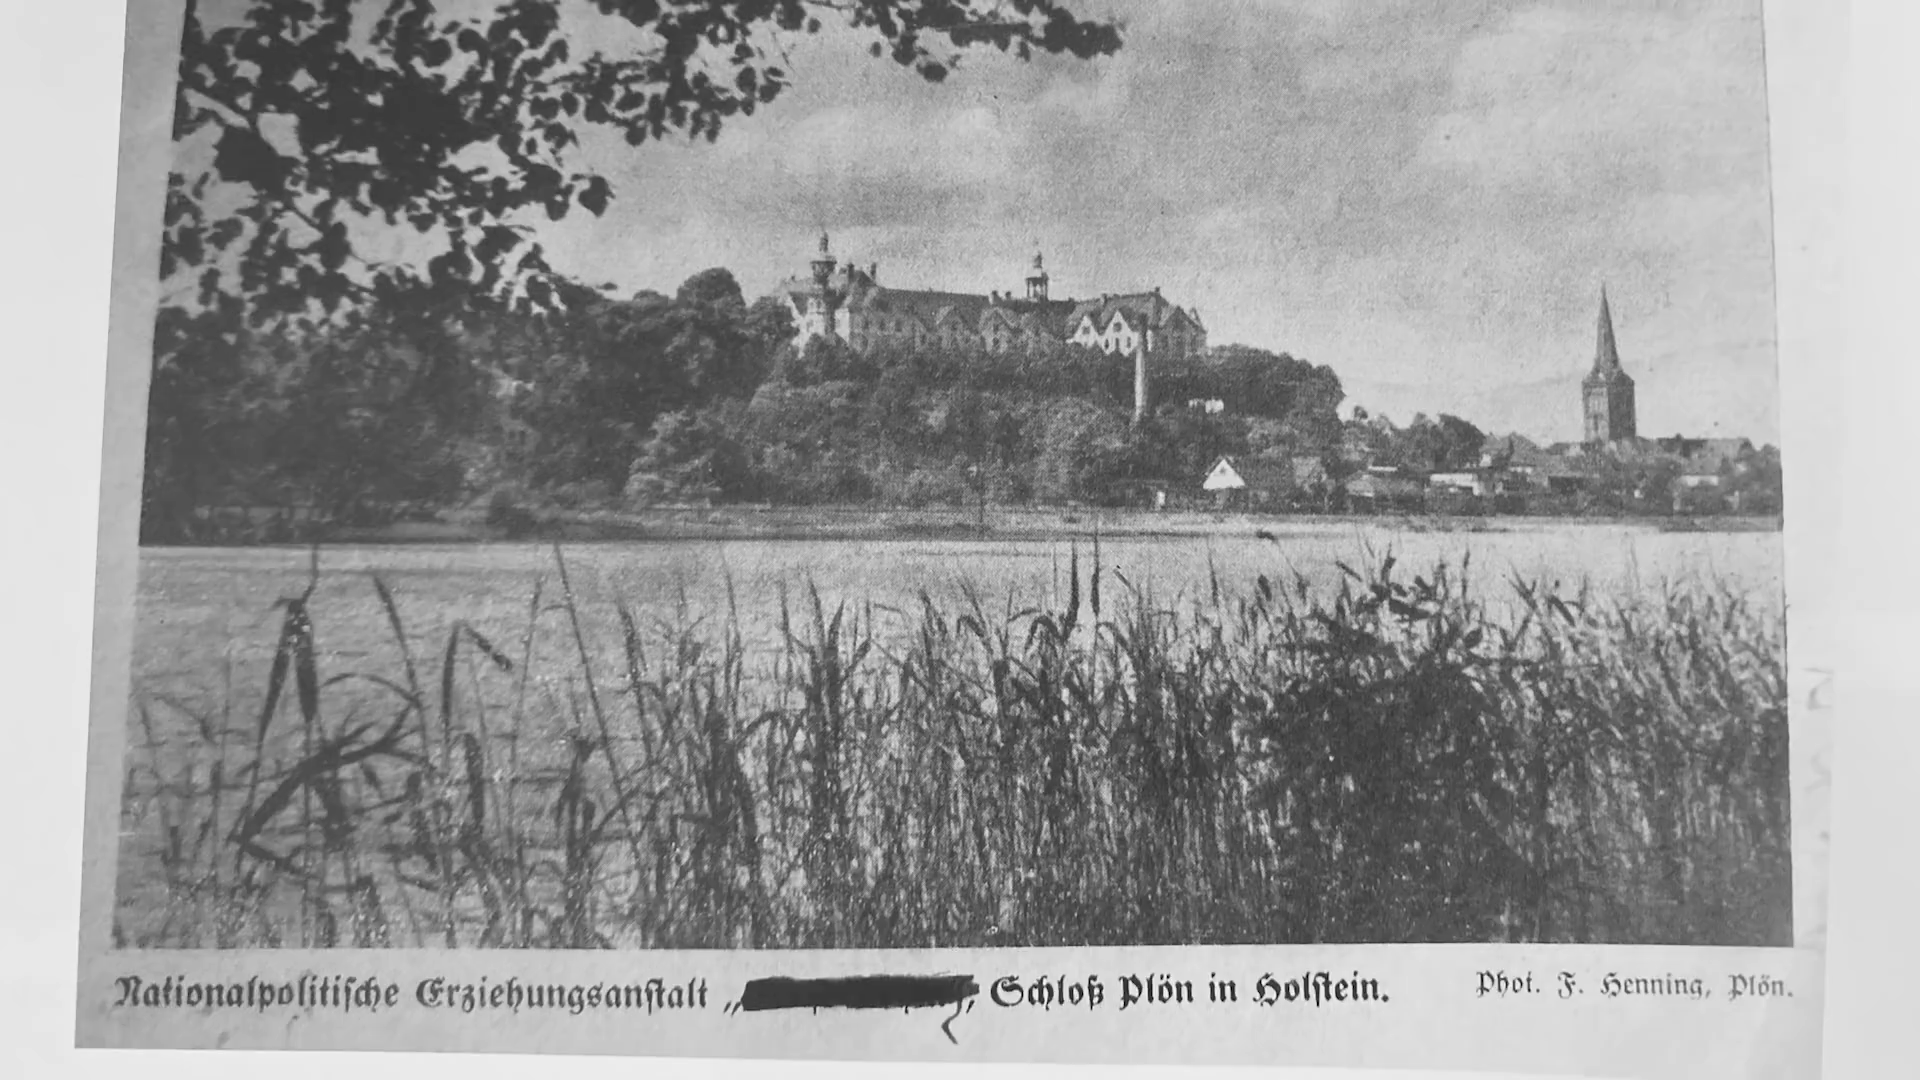 Nationalpolitische Erziehungsanstalt „ , Schloß Plön in Holstein. Phot. F. Henning, Plön.